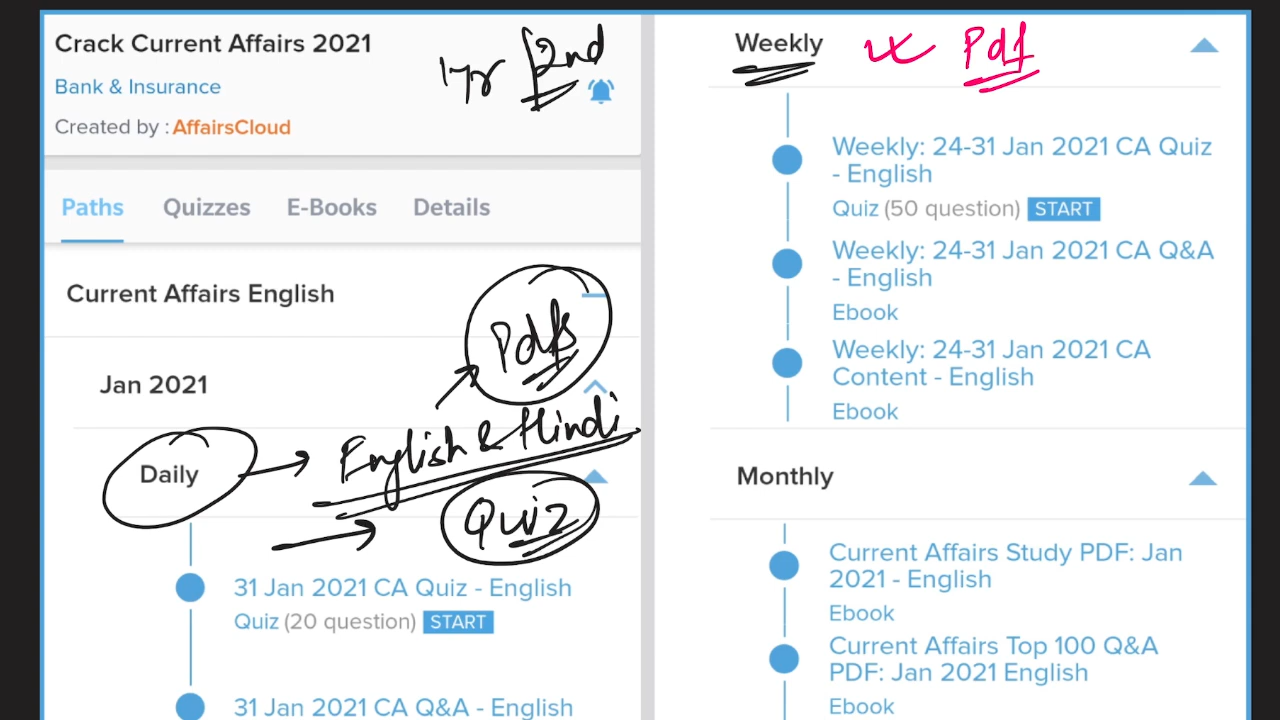 Crack Current Affairs 2021
1yr 2nd
Bank & Insurance
Created by : AffairsCloud
Paths Quizzes E-Books Details
Current Affairs English
Pdfs
Jan 2021
English & Hindi
Daily
Quiz
31 Jan 2021 CA Quiz - English
Quiz (20 question) START
31 Jan 2021 CA Q&A - English
Weekly Pdf
Weekly: 24-31 Jan 2021 CA Quiz
- English
Quiz (50 question) START
Weekly: 24-31 Jan 2021 CA Q&A
- English
Ebook
Weekly: 24-31 Jan 2021 CA
Content - English
Ebook
Monthly
Current Affairs Study PDF: Jan
2021 - English
Ebook
Current Affairs Top 100 Q&A
PDF: Jan 2021 English
Ebook